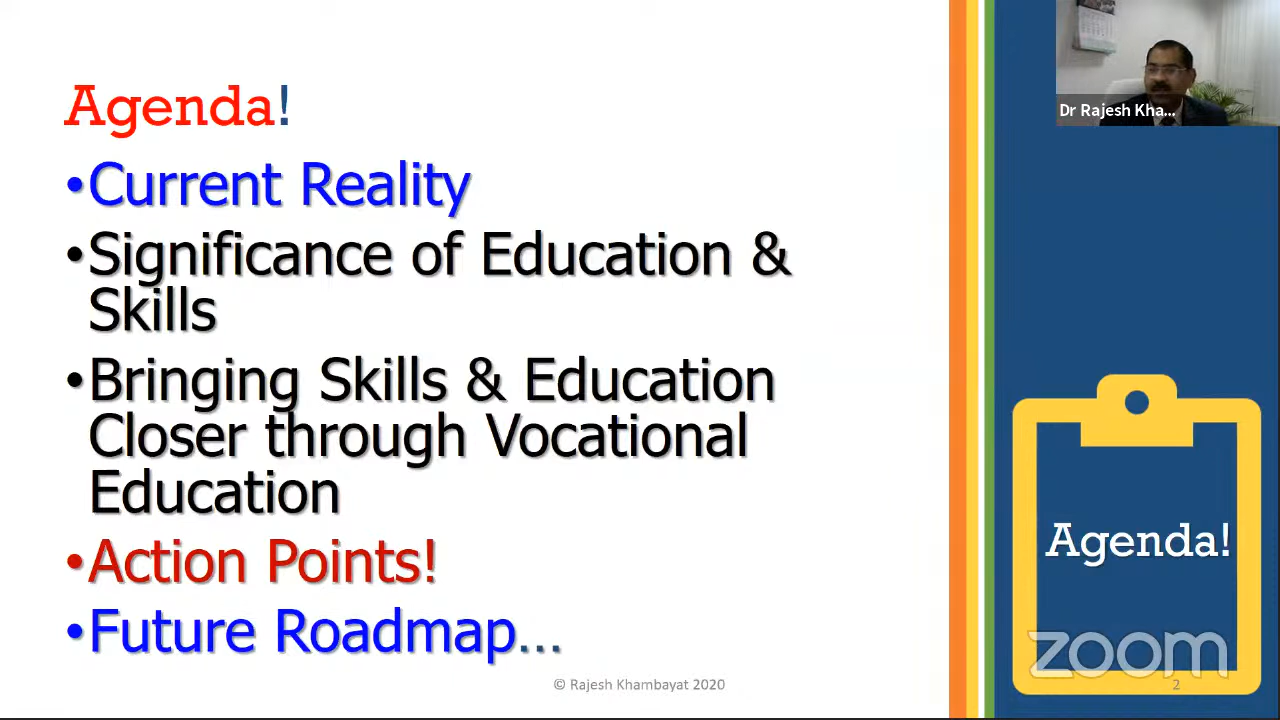 Agenda!
•Current Reality
•Significance of Education &
Skills
•Bringing Skills & Education
Closer through Vocational
Education
•Action Points!
•Future Roadmap...
© Rajesh Khambayat 2020
Dr Rajesh Kha...
Agenda!
zoom
2